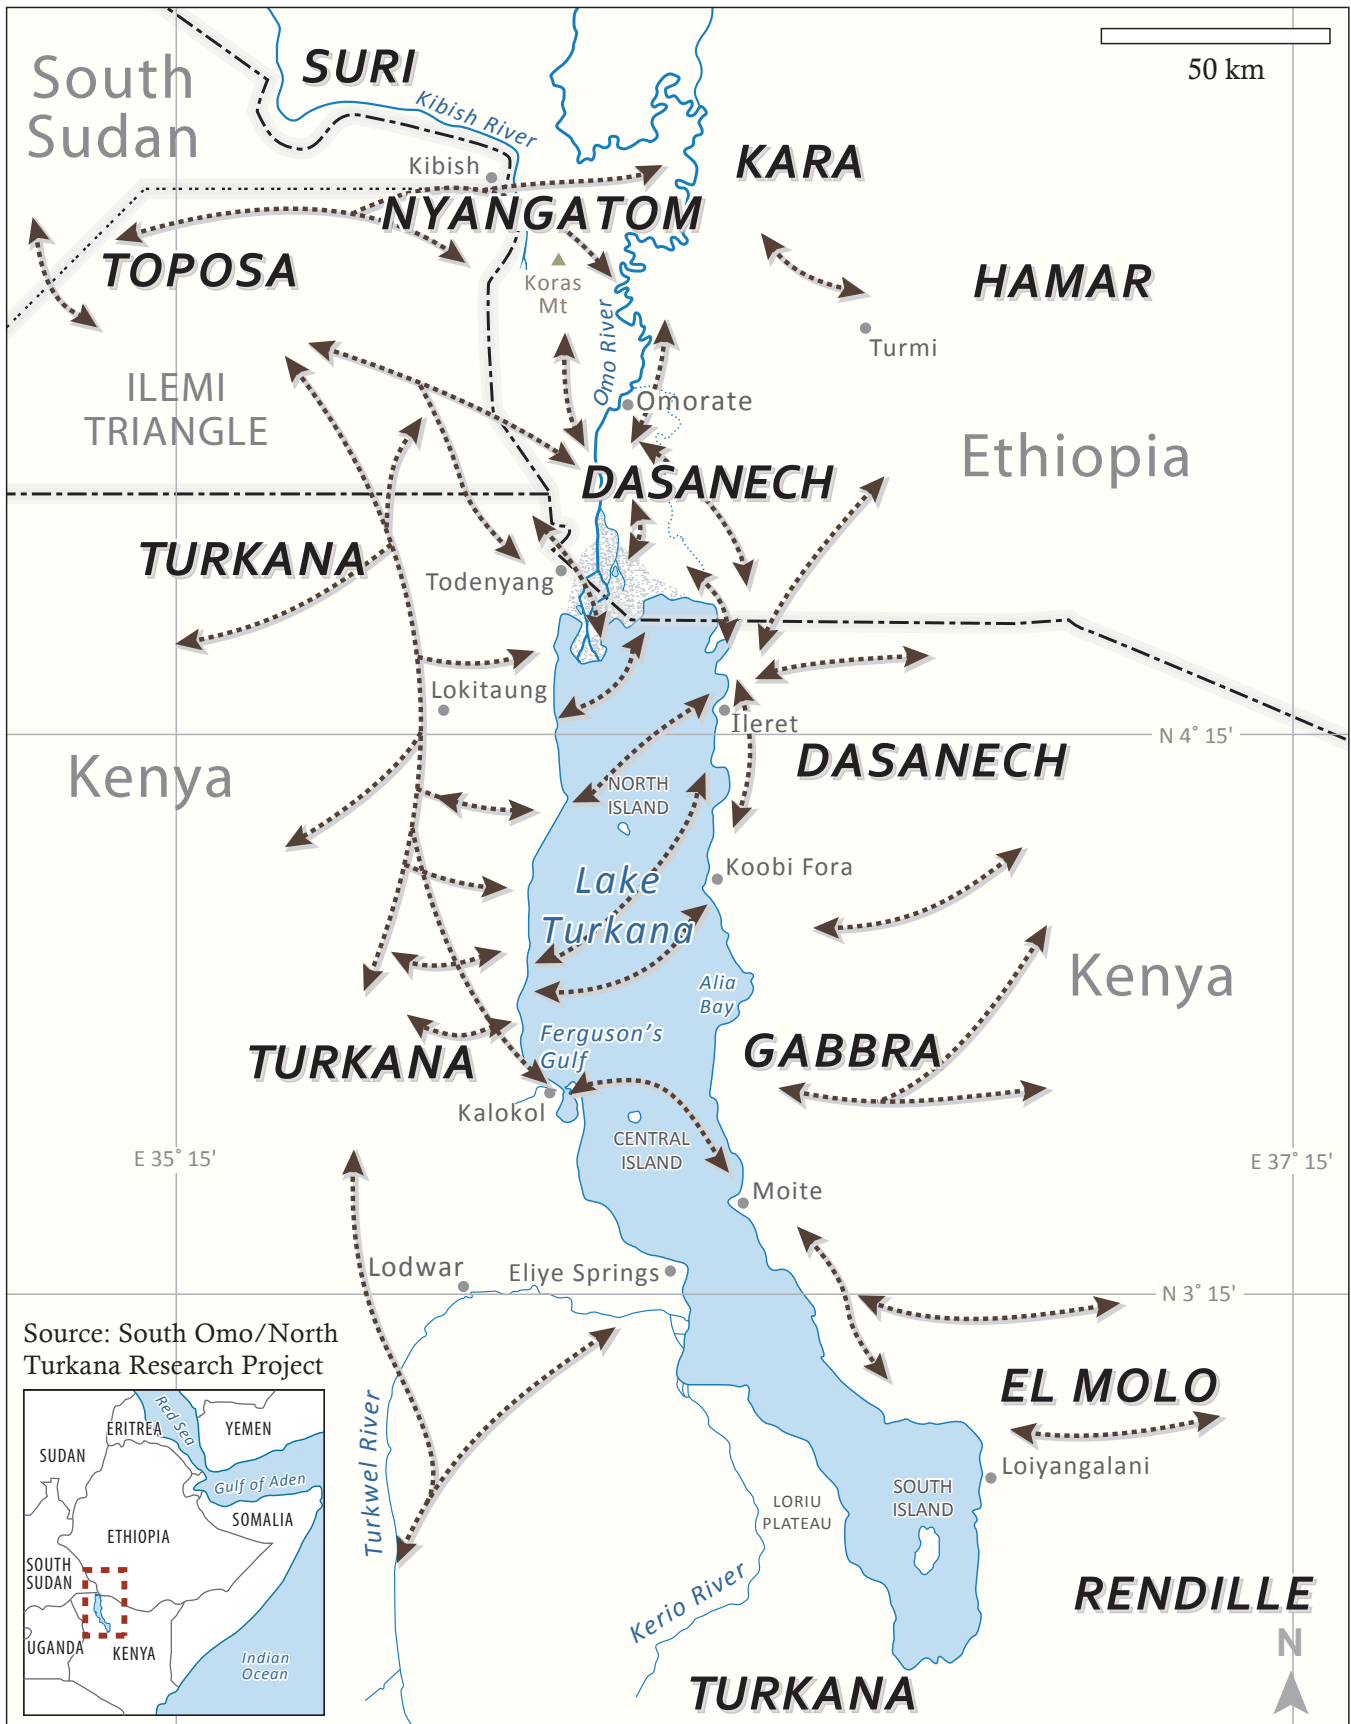 South
Sudan
SURI
Kibish River
50 km
Kibish
KARA
NYANGATOM
TOPOSA
Koras
Mt
HAMAR
Omo River
Turmi
ILEMI
TRIANGLE
Omorate
Ethiopia
DASANECH
TURKANA
Todenyang
Lokitaung
Ileret
N 4° 15'
Kenya
DASANECH
NORTH
ISLAND
Lake
Turkana
Koobi Fora
Kenya
Alia
Bay
Ferguson's
Gulf
GABBRA
TURKANA
Kalokol
CENTRAL
ISLAND
E 35° 15'
E 37° 15'
Moite
Lodwar
Eliye Springs
N 3° 15'
Source: South Omo/North
Turkana Research Project
EL MOLO
Turkwel River
Loiyangalani
SOUTH
ISLAND
LORIU
PLATEAU
Kerio River
RENDILLE
TURKANA
N
Red Sea
ERITREA
YEMEN
SUDAN
Gulf of Aden
SOMALIA
ETHIOPIA
SOUTH
SUDAN
UGANDA
KENYA
Indian
Ocean